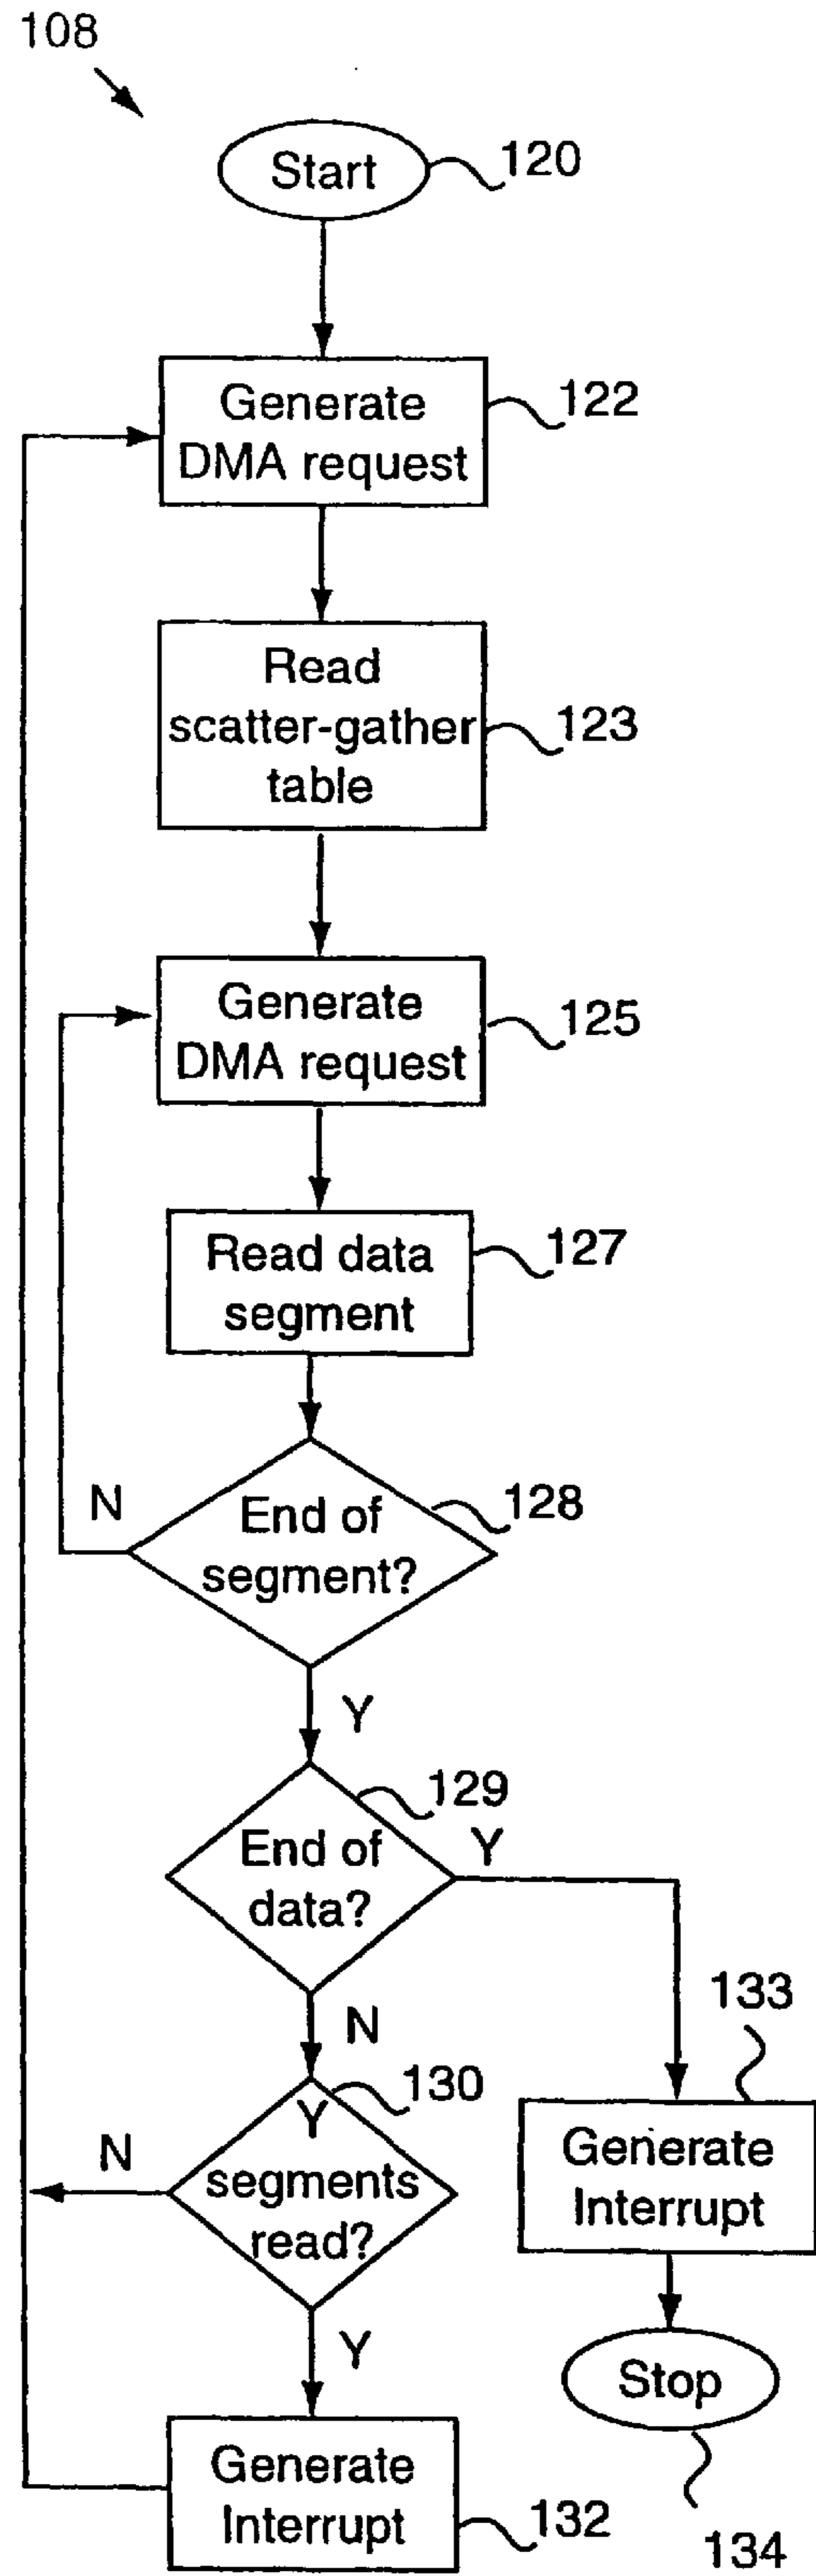 108
Start
120
Generate
DMA request
122
Read
scatter-gather
table
123
Generate
DMA request
125
Read data
segment
127
End of
segment?
128
N
Y
End of
data?
129
Y
N
Y
segments
read?
130
N
Y
Generate
Interrupt
132
133
Generate
Interrupt
Stop
134